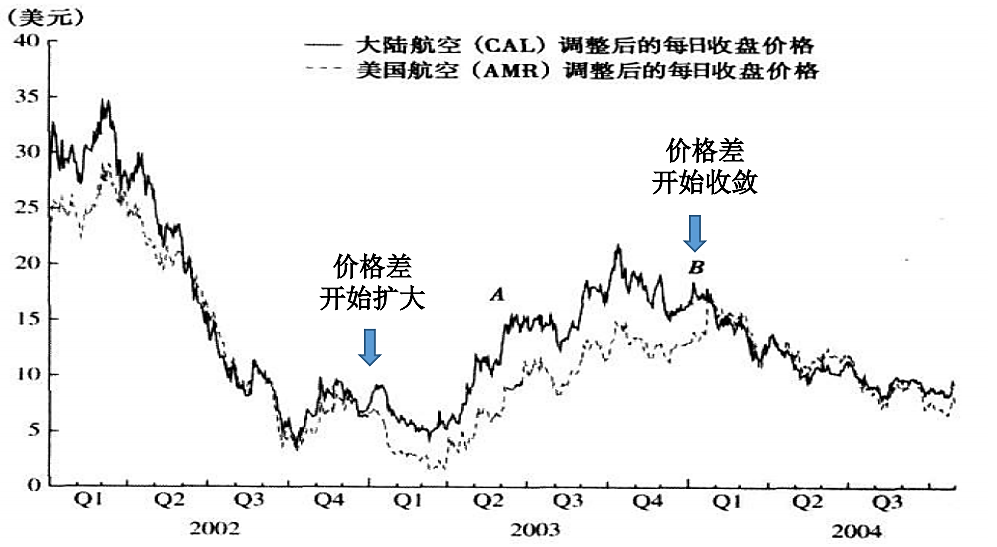 （美元）
40
大陆航空（CAL）调整后的每日收盘价格
美国航空（AMR）调整后的每日收盘价格
35
30
价格差
开始收敛
25
20
价格差
开始扩大
A
B
15
10
5
0
Q1 Q2 Q3 Q4 Q1 Q2 Q3 Q4 Q1 Q2 Q3
2002 2003 2004